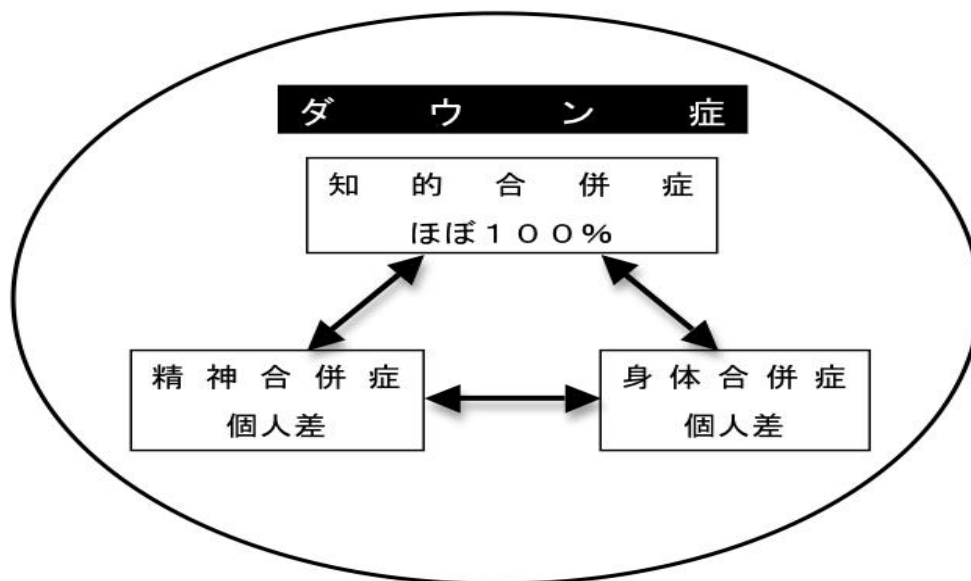 ダウン症
知的合併症
ほぼ１００％
精神合併症
個人差
身体合併症
個人差